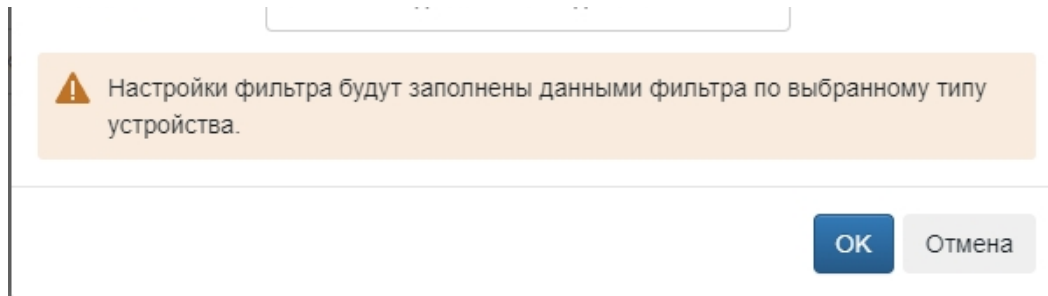 Настройки фильтра будут заполнены данными фильтра по выбранному типу
устройства.
OK
Отмена